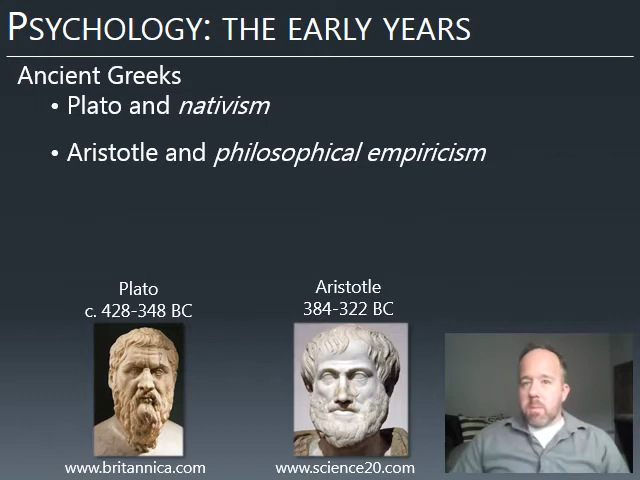 PSYCHOLOGY: THE EARLY YEARS
Ancient Greeks
• Plato and nativism
• Aristotle and philosophical empiricism
Plato
c. 428-348 BC
Aristotle
384-322 BC
www.britannica.com
www.science20.com